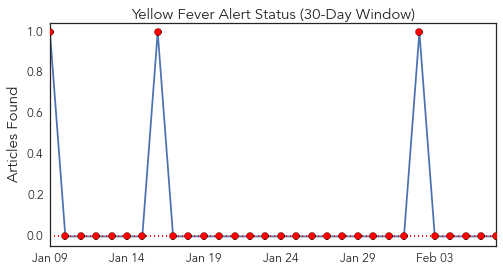 Yellow Fever Alert Status (30-Day Window)
Articles Found
1.0
0.8
0.6
0.4
0.2
0.0
Jan 09 Jan 14 Jan 19 Jan 24 Jan 29 Feb 03